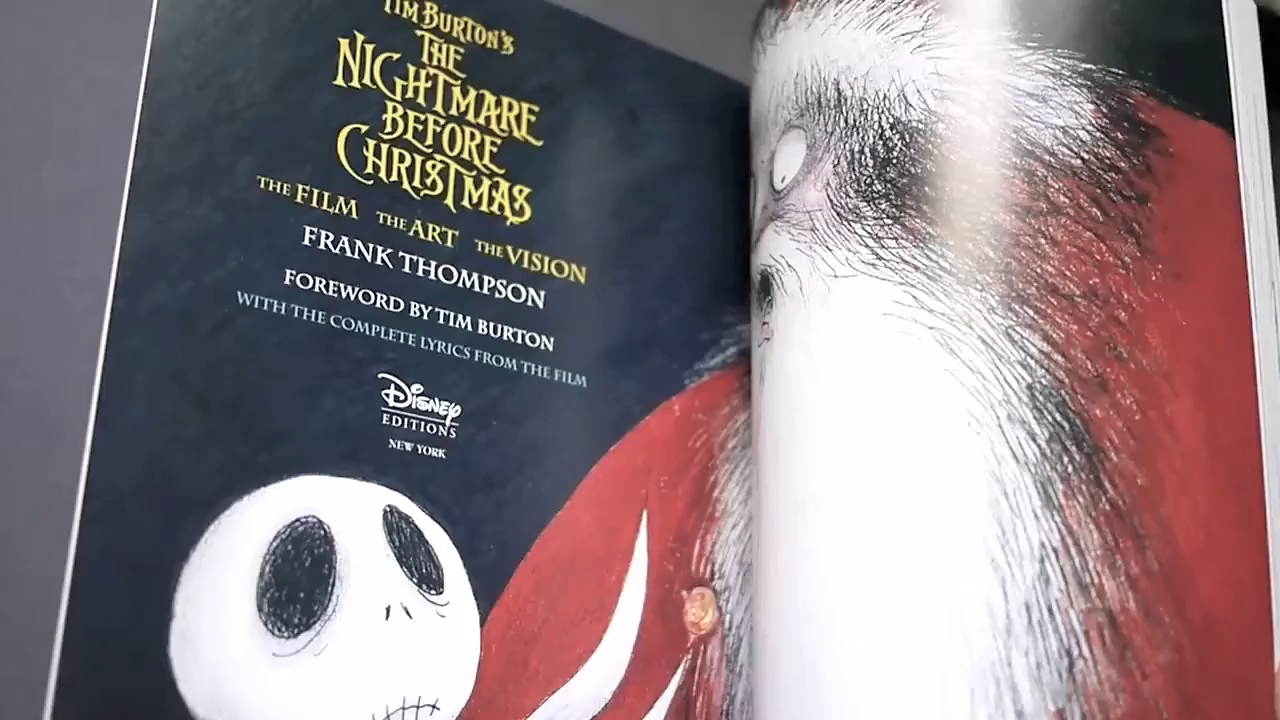 TIM BURTON'S
THE
NIGHTMARE
BEFORE
CHRISTMAS
THE FILM THE ART THE VISION
FRANK THOMPSON
FOREWORD BY TIM BURTON
WITH THE COMPLETE LYRICS FROM THE FILM
DISNEY
EDITIONS
NEW YORK